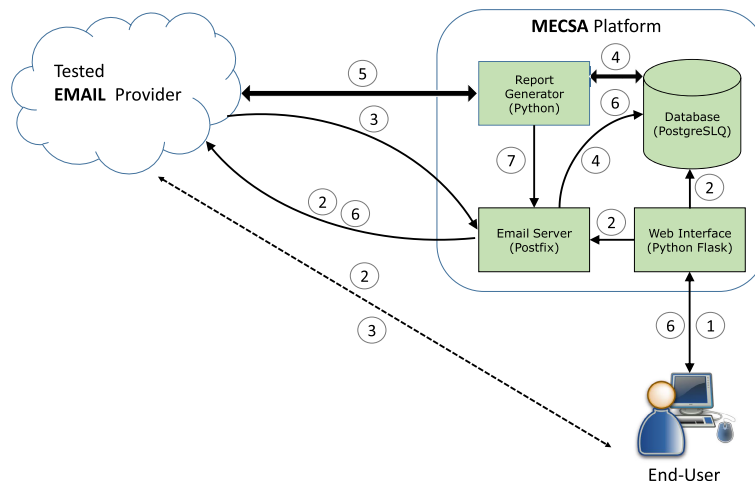 MECSA Platform
Tested
EMAIL Provider
5
3
2
6
Report
Generator
(Python)
4
6
Database
(PostgreSLQ)
7
4
2
Email Server
(Postfix)
2
Web Interface
(Python Flask)
2
3
6
1
End-User